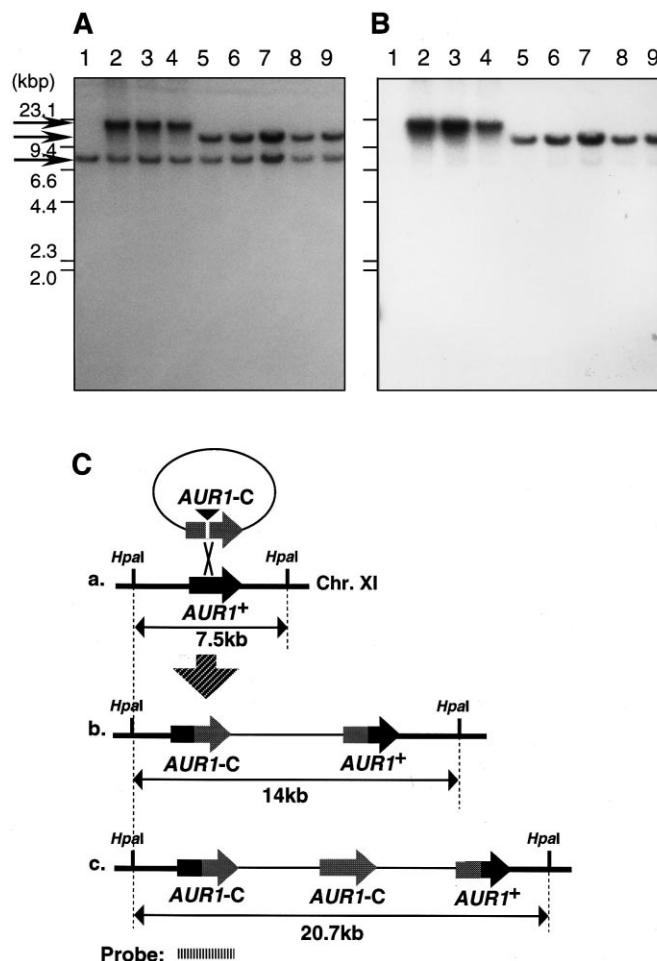 A
B
1 2 3 4 5 6 7 8 9
1 2 3 4 5 6 7 8 9
(kbp)
23.1
9.4
6.6
4.4
2.3
2.0
C
AUR1-C
HpaI
HpaI
a.
Chr. XI
AUR1+
7.5kb
HpaI
HpaI
b.
AUR1-C
AUR1+
14kb
HpaI
HpaI
c.
AUR1-C
AUR1-C
AUR1+
20.7kb
Probe: